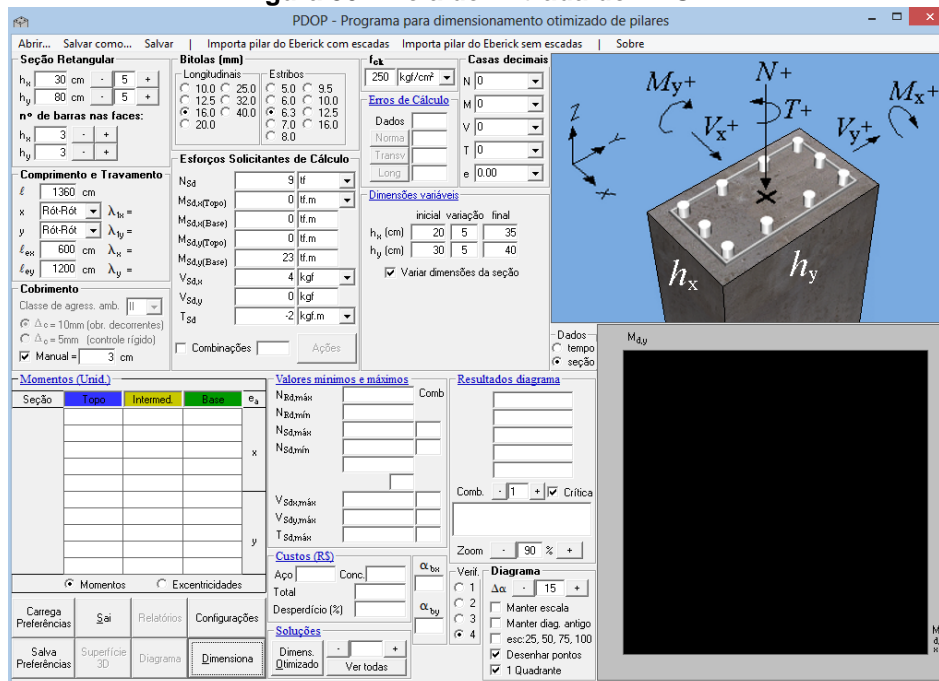 PDOP - Programa para dimensionamento otimizado de pilares
Abrir... Salvar como... Salvar | Importa pilar do Eberick com escadas Importa pilar do Eberick sem escadas | Sobre
Seção Retangular
hx 30 cm - 5 +
hy 80 cm - 5 +
nº de barras nas faces:
hx 3 - +
hy 3 - +
Comprimento e Travamento
ℓ 1360 cm
x Rót-Rót λ1x =
y Rót-Rót λ1y =
ℓex 600 cm λx =
ℓey 1200 cm λy =
Cobrimento
Classe de agress. amb. II
Δc = 10mm (obr. decorrentes)
Δc = 5mm (controle rígido)
Manual = 3 cm
Bitolas (mm)
Longitudinais
10.0 25.0
12.5 32.0
16.0 40.0
20.0
Estribos
5.0 9.5
6.0 10.0
6.3 12.5
7.0 16.0
8.0
Esforços Solicitantes de Cálculo
NSd 9 tf
MSd,x(Topo) 0 tf.m
MSd,x(Base) 0 tf.m
MSd,y(Topo) 0 tf.m
MSd,y(Base) 23 tf.m
VSd,x 4 kgf
VSd,y 0 kgf
TSd -2 kgf.m
Combinações Ações
fck
250 kgf/cm²
Erros de Cálculo
Dados
Norma
Transv
Long
Casas decimais
N 0
M 0
V 0
T 0
e 0.00
Dimensões variáveis
inicial variação final
hx (cm) 20 5 35
hy (cm) 30 5 40
Variar dimensões da seção
My+ N+ Mx+
Z Vx+ T+ Vy+
Y
X
hx hy
Dados
tempo
seção
Md,y
Md,x
Momentos (Unid.)
Seção Topo Intermed. Base ea
x
y
Momentos Excentricidades
Carrega Preferências Sai Relatórios Configurações
Salva Preferências Superfície 3D Diagrama Dimensiona
Valores mínimos e máximos
NRd,máx Comb
NRd,mín
NSd,máx
NSd,mín
VSdx,máx
VSdy,máx
TSd,máx
Custos (R$)
Aço Conc.
Total
Desperdício (%)
αbx
αby
Soluções
Dimens. Otimizado - + Ver todas
Resultados diagrama
Comb. - 1 + Crítica
Zoom - 90 % +
Verif.
1
2
3
4
Diagrama
Δα - 15 +
Manter escala
Manter diag. antigo
esc:25, 50, 75, 100
Desenhar pontos
1 Quadrante